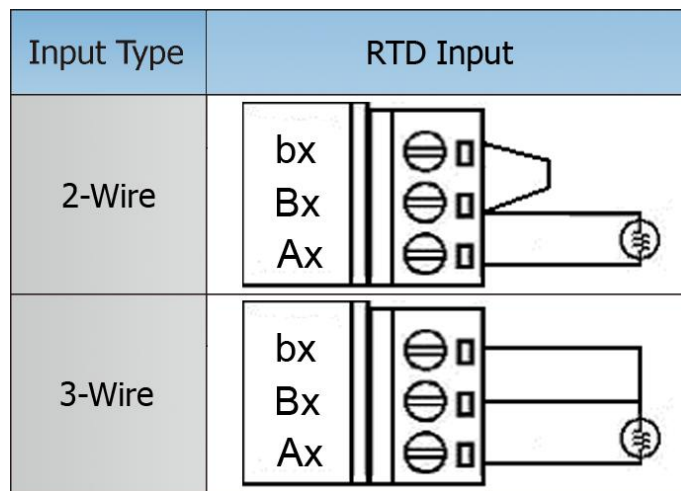 Input Type
RTD Input
2-Wire
bx
Bx
Ax
3-Wire
bx
Bx
Ax